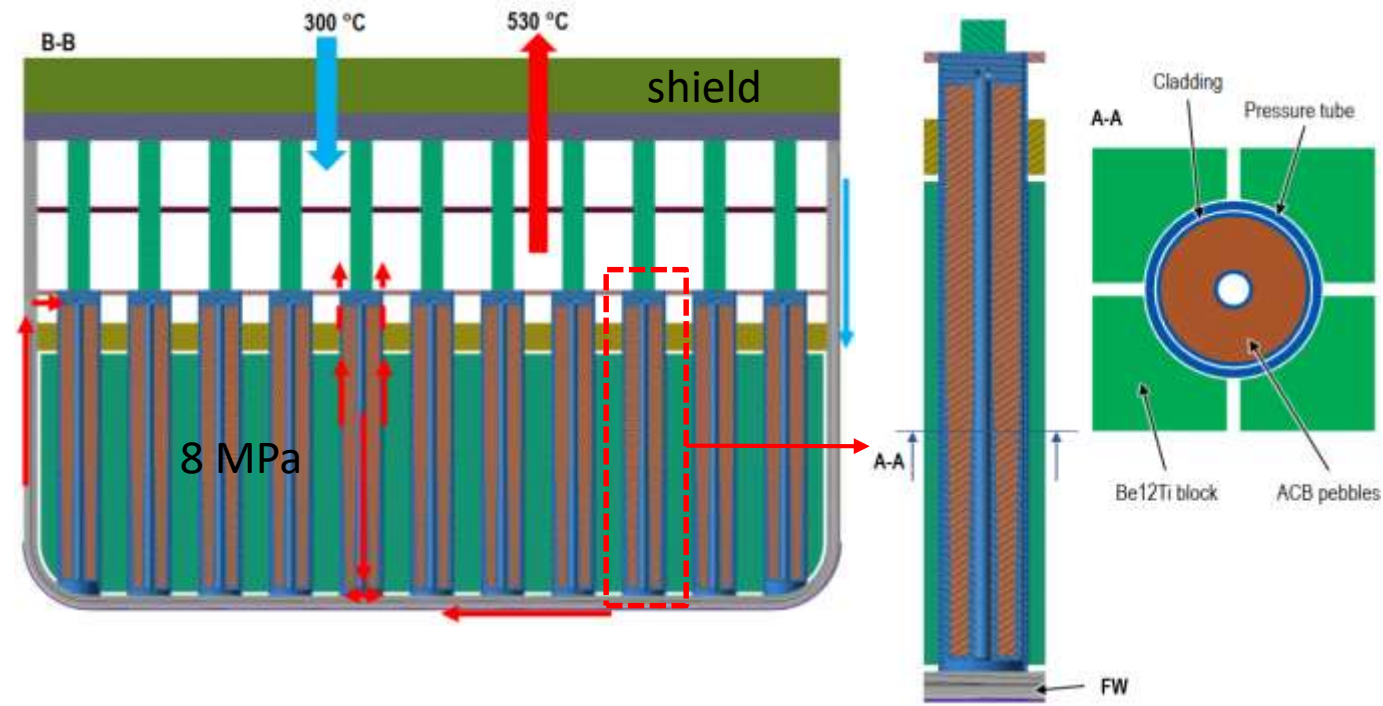 B-B
300 °C
530 °C
shield
8 MPa
A-A
FW
A-A
Cladding
Pressure tube
Be12Ti block
ACB pebbles